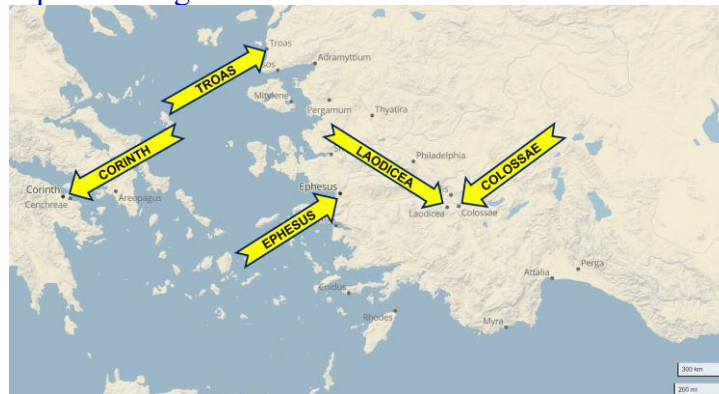 Troas
Adramyttium
TROAS
Mitylene
Pergamum
Thyatira
CORINTH
LAODICEA
COLOSSAE
Philadelphia
Corinth
Cenchreae
Areopagus
Ephesus
EPHESUS
Laodicea
Colossae
Cnidus
Rhodes
Attalia
Perga
Myra
300 km
200 mi